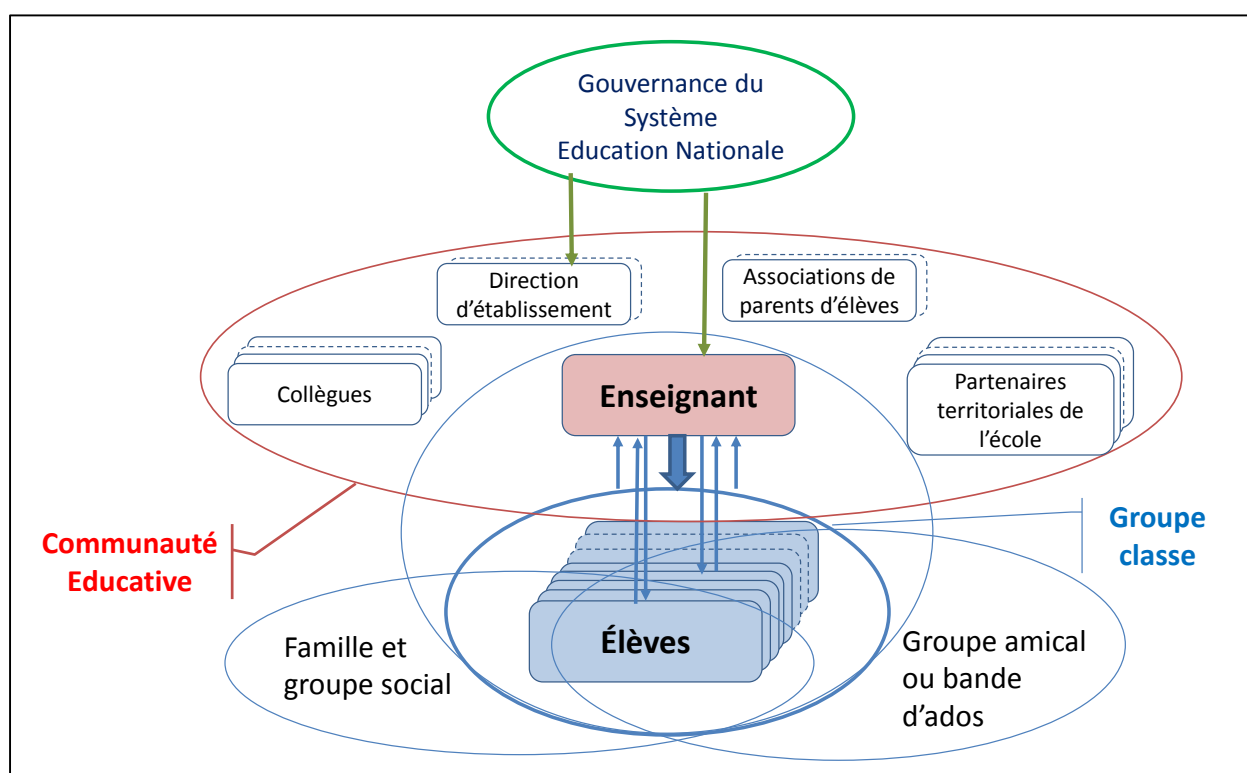 Gouvernance du
Système
Education Nationale
Direction
d'établissement
Associations de
parents d'élèves
Collègues
Enseignant
Partenaires
territoriales de
l'école
Communauté
Educative
Groupe
classe
Famille et
groupe social
Élèves
Groupe amical
ou bande
d'ados